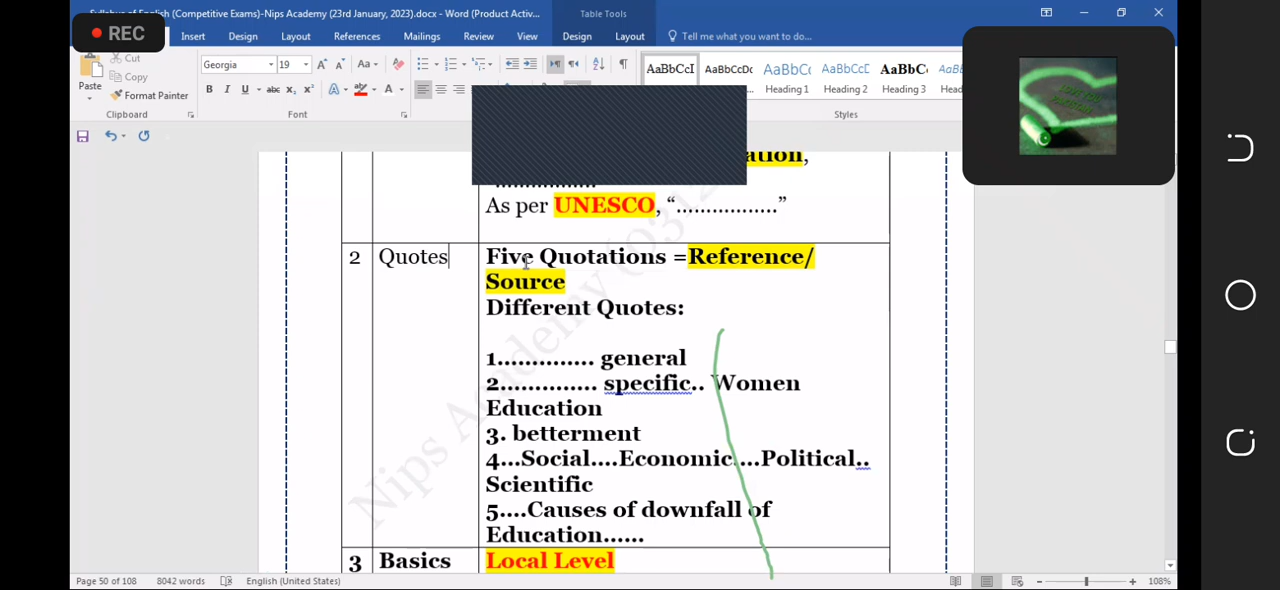 Syllabus of English (Competitive Exams)-Nips Academy (23rd January, 2023).docx - Word (Product Activ...
Table Tools
REC
Insert Design Layout References Mailings Review View Design Layout Tell me what you want to do...
Cut
Copy
Paste
Format Painter
Georgia 19
AaBbCcI AaBbCcDc AaBbC AaBbCcI AaBbC
Heading 1 Heading 2 Heading 3
Clipboard Font Styles
ation,
".................
As per UNESCO, “.................”
2 Quotes Five Quotations =Reference/
Source
Different Quotes:
1.............. general
2............. specific.. Women
Education
3. betterment
4...Social....Economic....Political..
Scientific
5....Causes of downfall of
Education......
3 Basics Local Level
Nips Academy (031
Page 50 of 108 8042 words English (United States) 108%